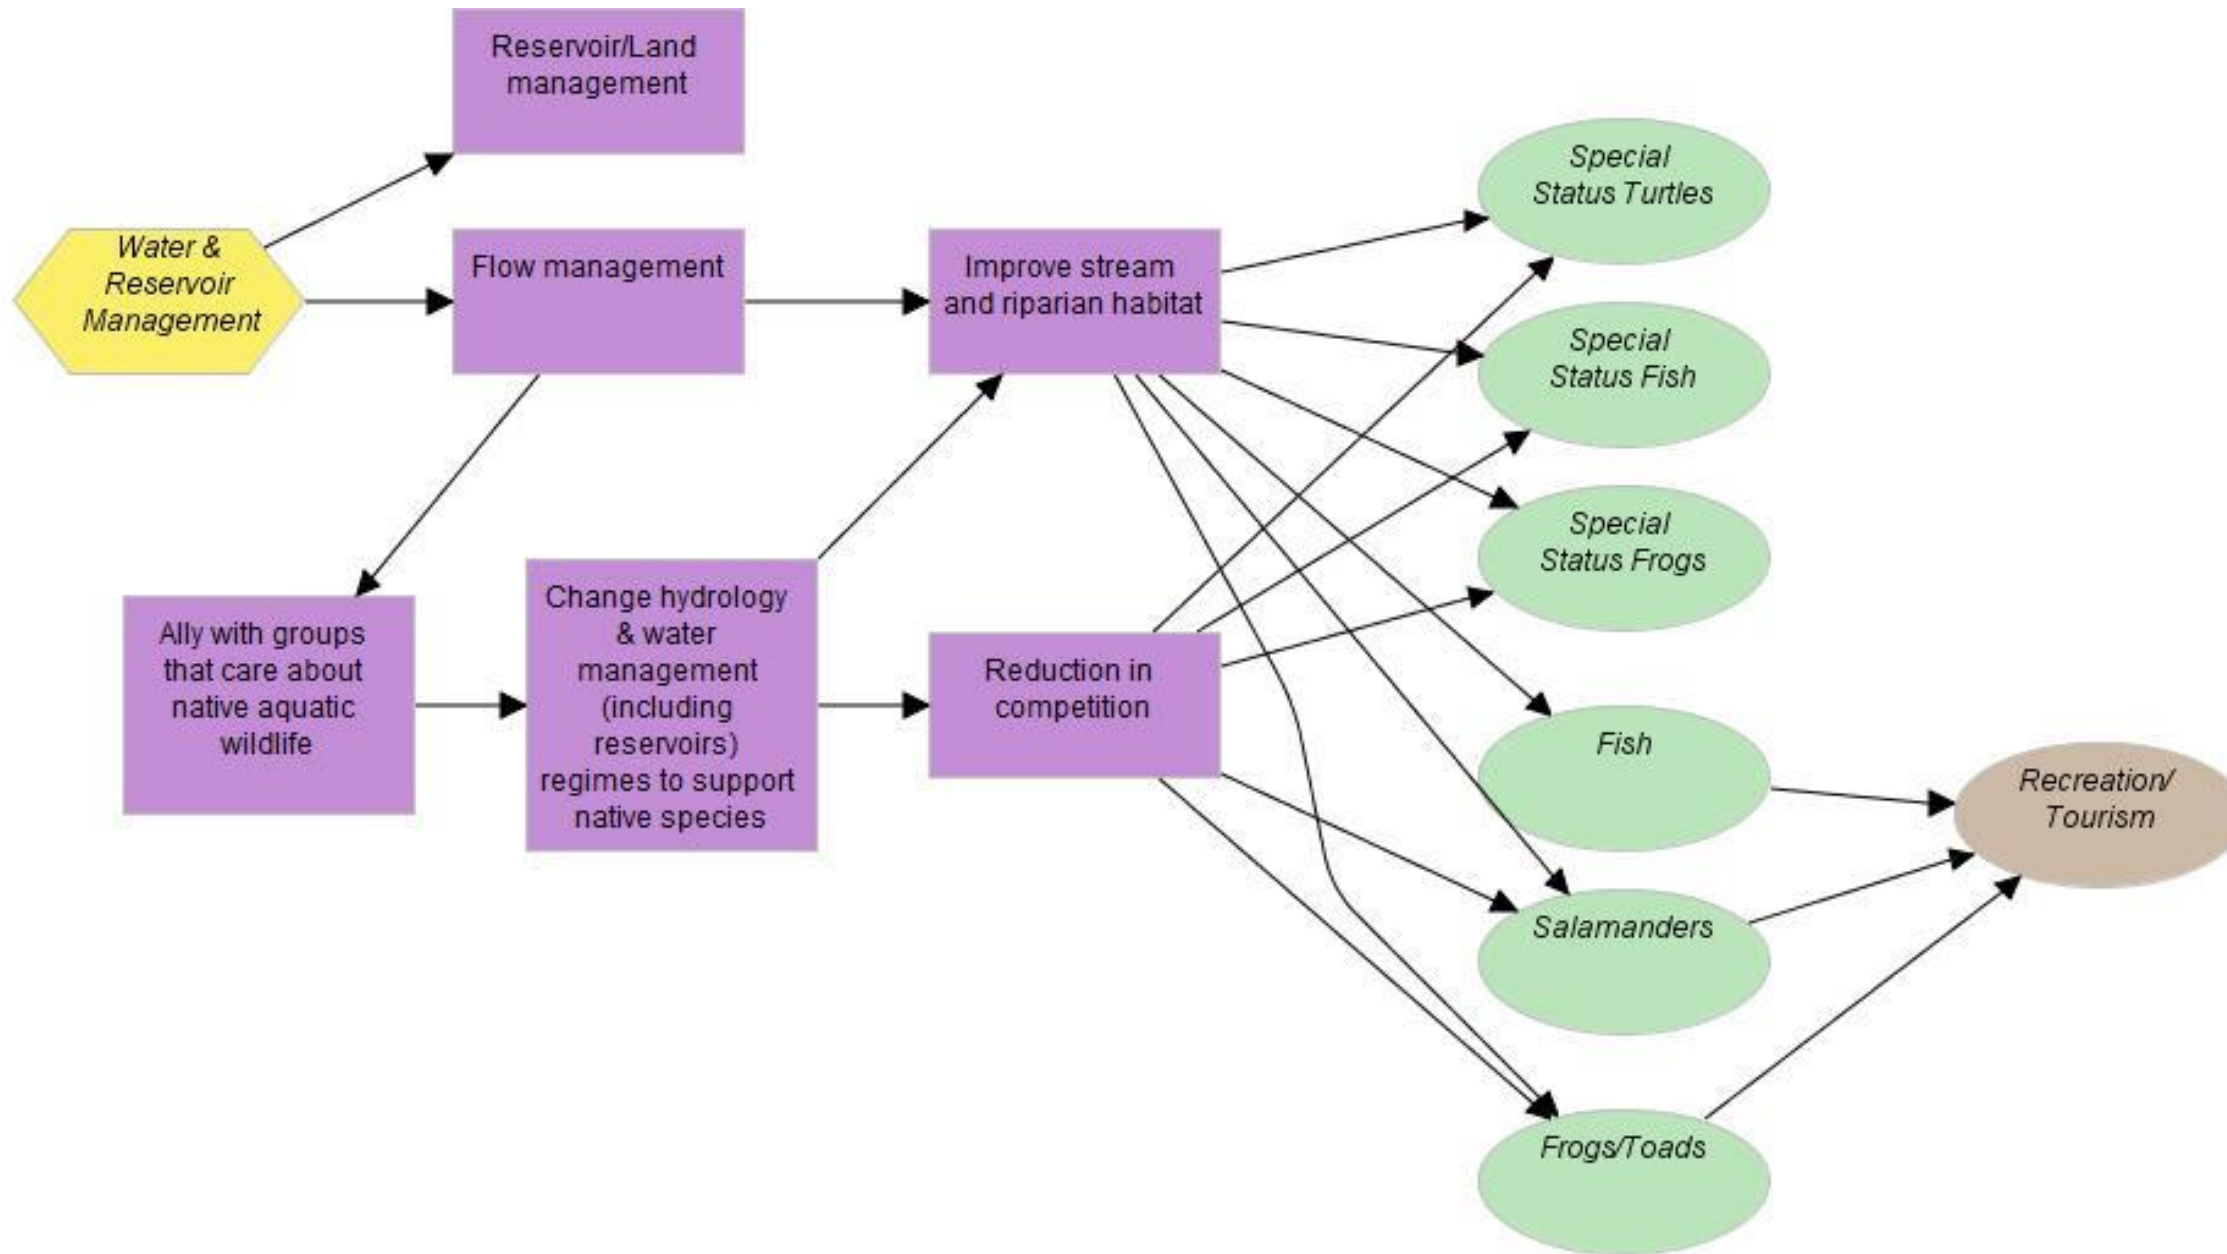 Reservoir/Land
management
Water &
Reservoir
Management
Flow management
Improve stream
and riparian habitat
Special
Status Turtles
Special
Status Fish
Special
Status Frogs
Ally with groups
that care about
native aquatic
wildlife
Change hydrology
& water
management
(including
reservoirs)
regimes to support
native species
Reduction in
competition
Fish
Salamanders
Frogs/Toads
Recreation/
Tourism